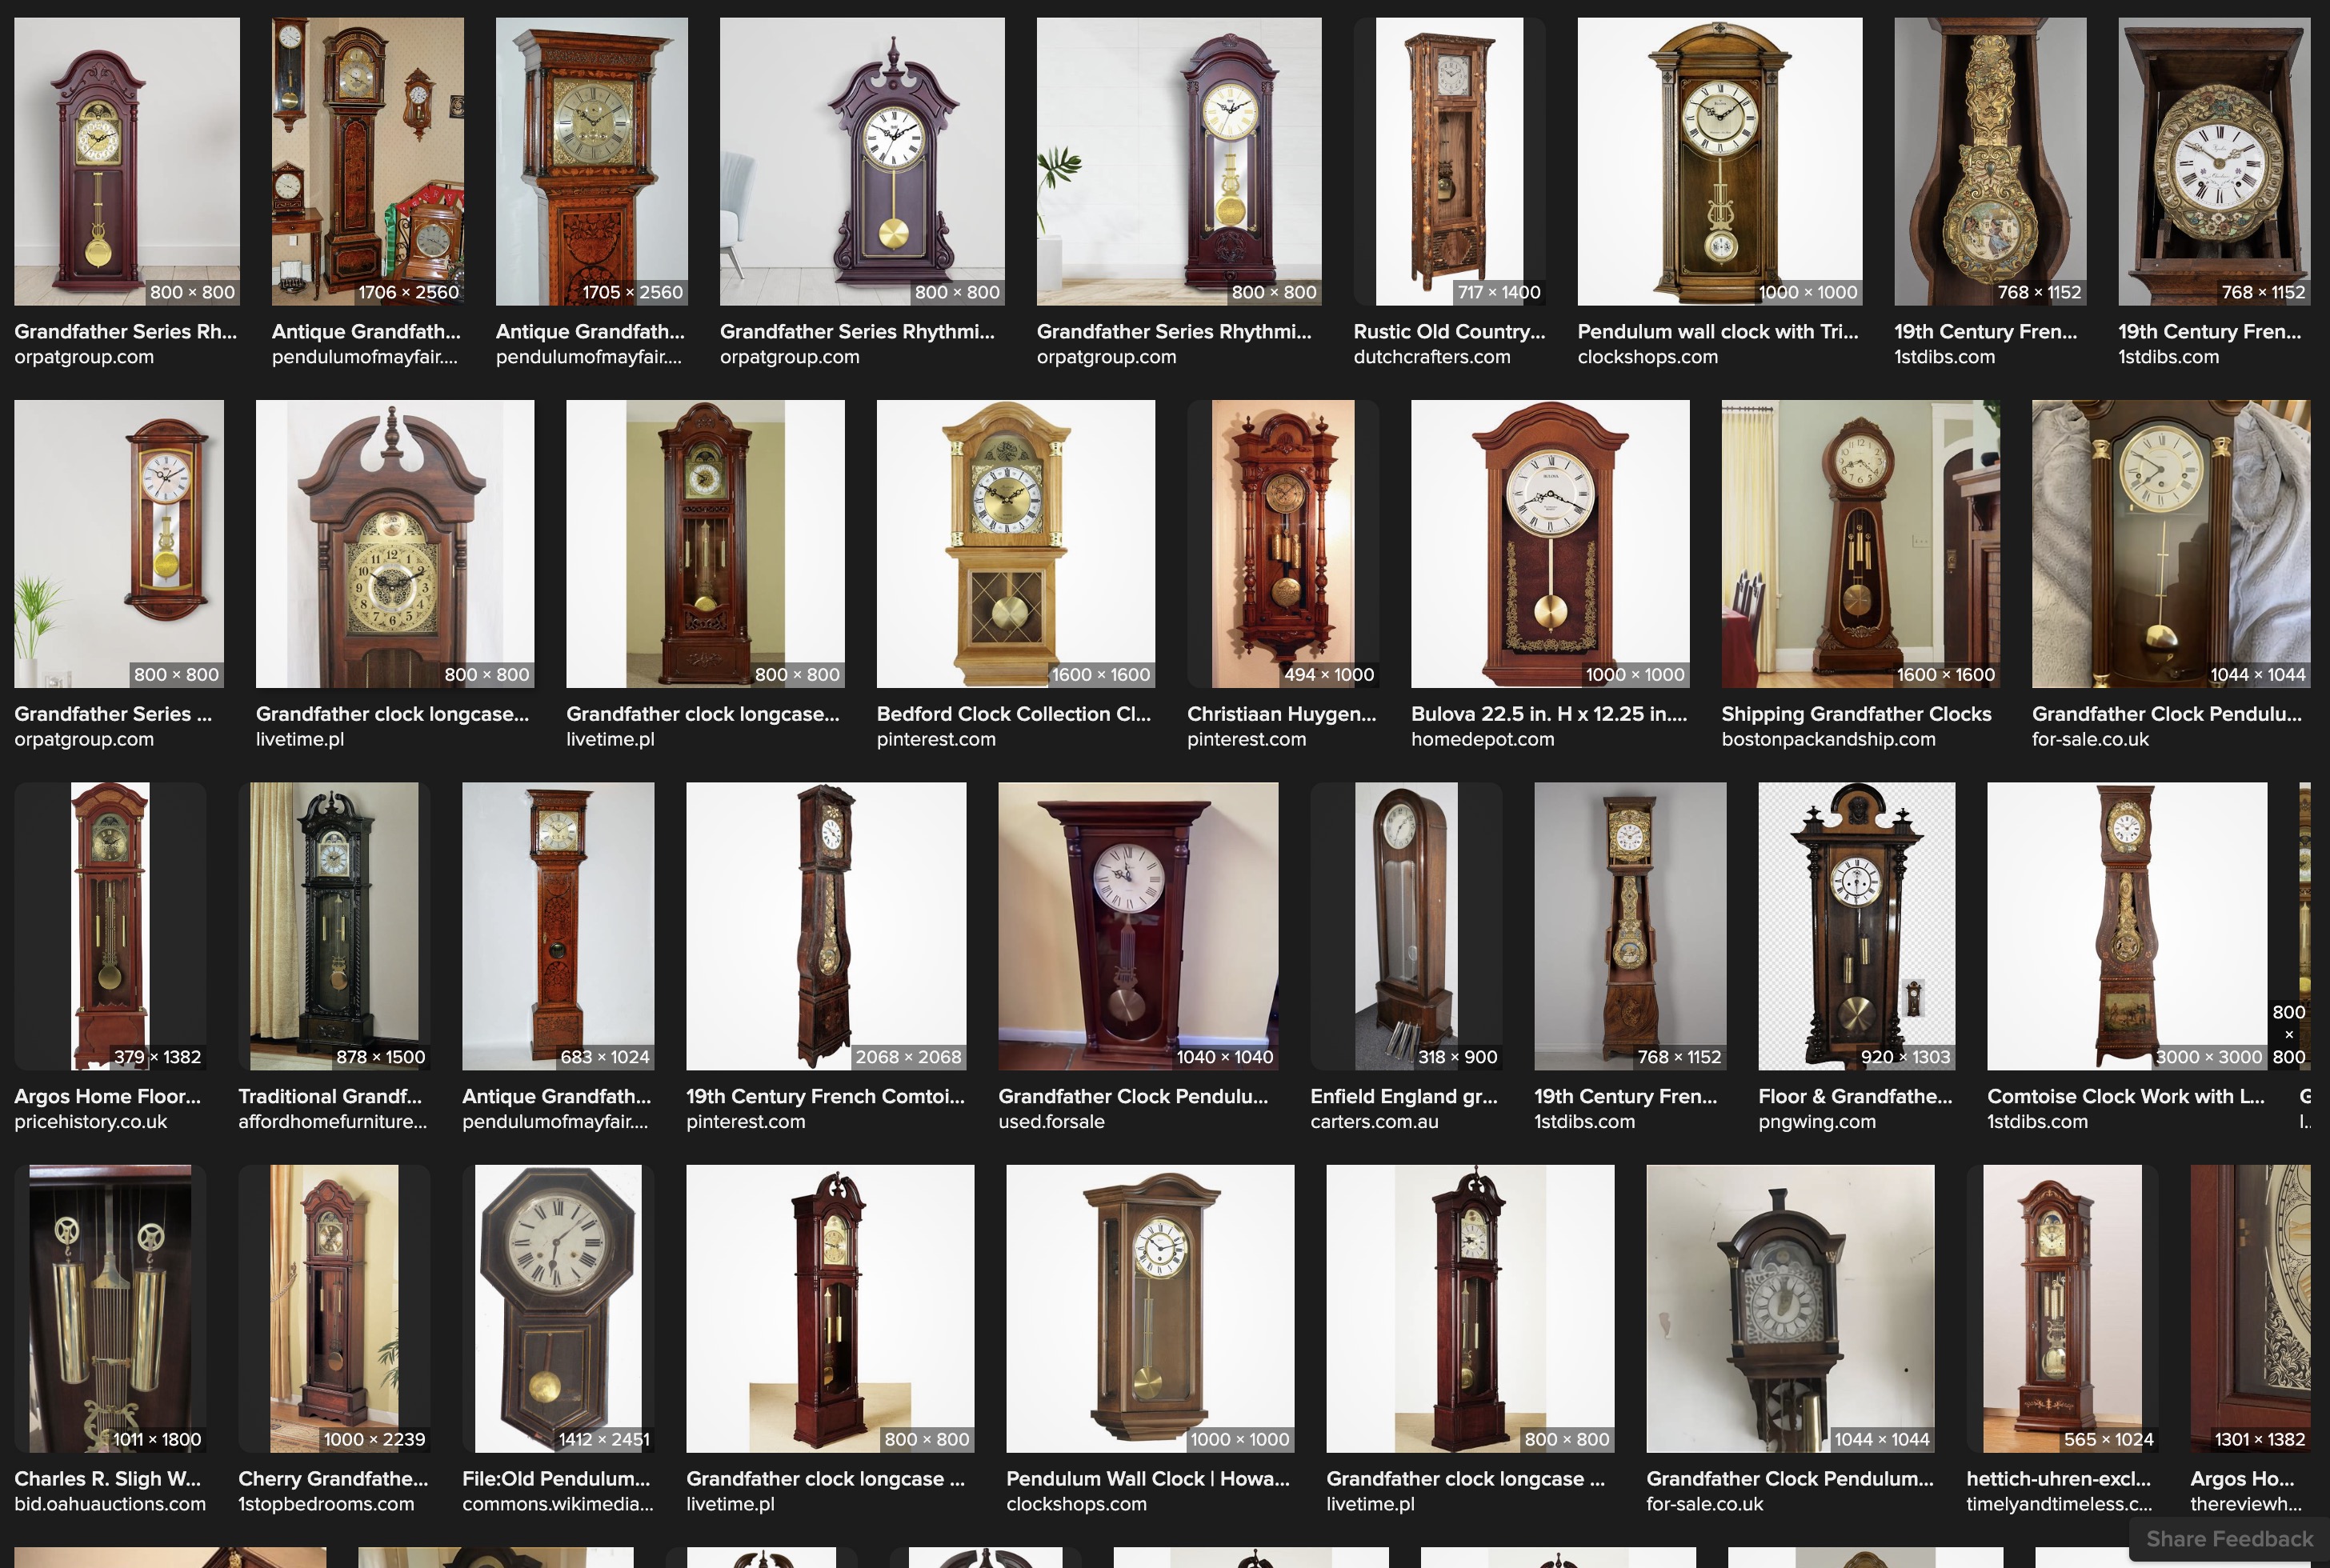 800 × 800
1706 × 2560
1705 × 2560
800 × 800
800 × 800
717 × 1400
1000 × 1000
768 × 1152
768 × 1152
Grandfather Series Rh...
orpatgroup.com
Antique Grandfath...
pendulumofmayfair....
Antique Grandfath...
pendulumofmayfair....
Grandfather Series Rhythmi...
orpatgroup.com
Grandfather Series Rhythmi...
orpatgroup.com
Rustic Old Country...
dutchcrafters.com
Pendulum wall clock with Tri...
clockshops.com
19th Century Fren...
1stdibs.com
19th Century Fren...
1stdibs.com
800 × 800
800 × 800
800 × 800
1600 × 1600
494 × 1000
1000 × 1000
1600 × 1600
1044 × 1044
Grandfather Series ...
orpatgroup.com
Grandfather clock longcase...
livetime.pl
Grandfather clock longcase...
livetime.pl
Bedford Clock Collection Cl...
pinterest.com
Christiaan Huygen...
pinterest.com
Bulova 22.5 in. H x 12.25 in....
homedepot.com
Shipping Grandfather Clocks
bostonpackandship.com
Grandfather Clock Pendulu...
for-sale.co.uk
379 × 1382
878 × 1500
683 × 1024
2068 × 2068
1040 × 1040
318 × 900
768 × 1152
920 × 1303
3000 × 3000
800
×
800
Argos Home Floor...
pricehistory.co.uk
Traditional Grandf...
affordhomefurniture...
Antique Grandfath...
pendulumofmayfair....
19th Century French Comtoi...
pinterest.com
Grandfather Clock Pendulu...
used.forsale
Enfield England gr...
carters.com.au
19th Century Fren...
1stdibs.com
Floor & Grandfathe...
pngwing.com
Comtoise Clock Work with L...
1stdibs.com
1011 × 1800
1000 × 2239
1412 × 2451
800 × 800
1000 × 1000
800 × 800
1044 × 1044
565 × 1024
1301 × 1382
Charles R. Sligh W...
bid.oahuauctions.com
Cherry Grandfathe...
1stopbedrooms.com
File:Old Pendulum...
commons.wikimedia...
Grandfather clock longcase ...
livetime.pl
Pendulum Wall Clock | Howa...
clockshops.com
Grandfather clock longcase ...
livetime.pl
Grandfather Clock Pendulum...
for-sale.co.uk
hettich-uhren-excl...
timelyandtimeless.c...
Argos Ho...
thereviewh...
Share Feedback